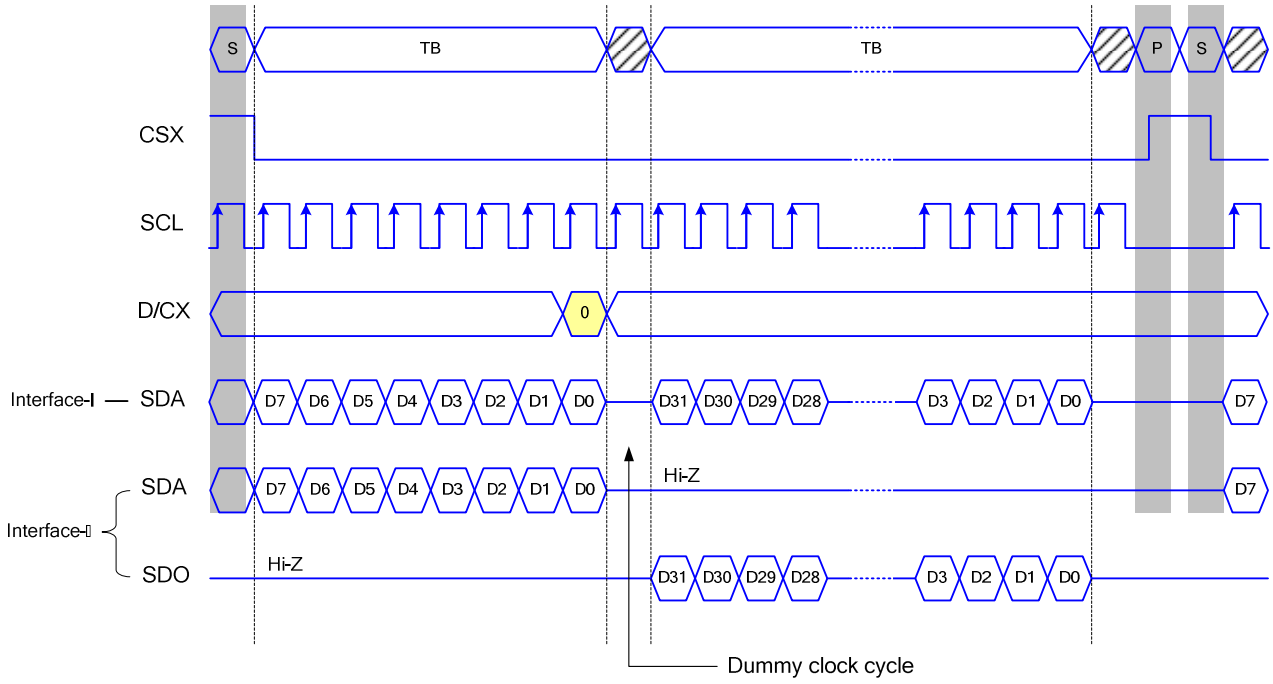 S TB TB P S
CSX
SCL
D/CX 0
Interface-I SDA D7 D6 D5 D4 D3 D2 D1 D0 D31 D30 D29 D28 D3 D2 D1 D0 D7
SDA D7 D6 D5 D4 D3 D2 D1 D0 Hi-Z D7
Interface-▯
SDO Hi-Z D31 D30 D29 D28 D3 D2 D1 D0
Dummy clock cycle